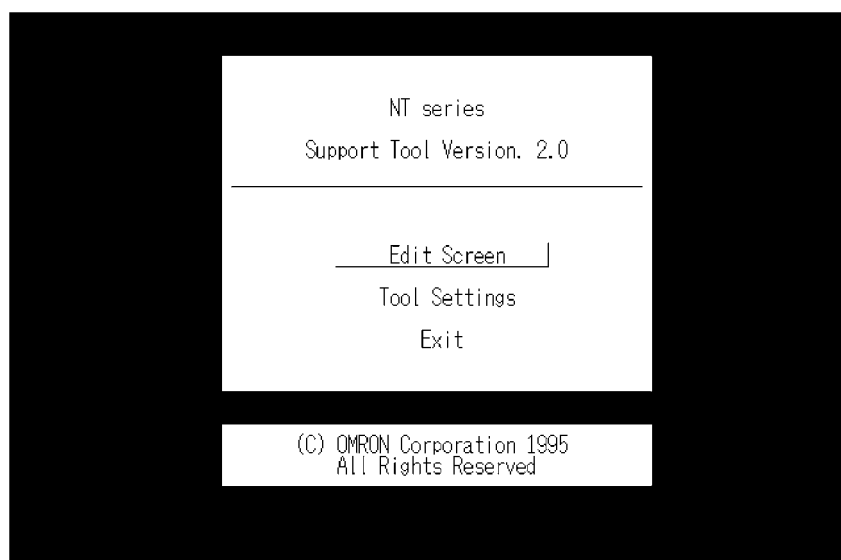 NT series
Support Tool Version. 2.0
Edit Screen
Tool Settings
Exit
(C) OMRON Corporation 1995
All Rights Reserved